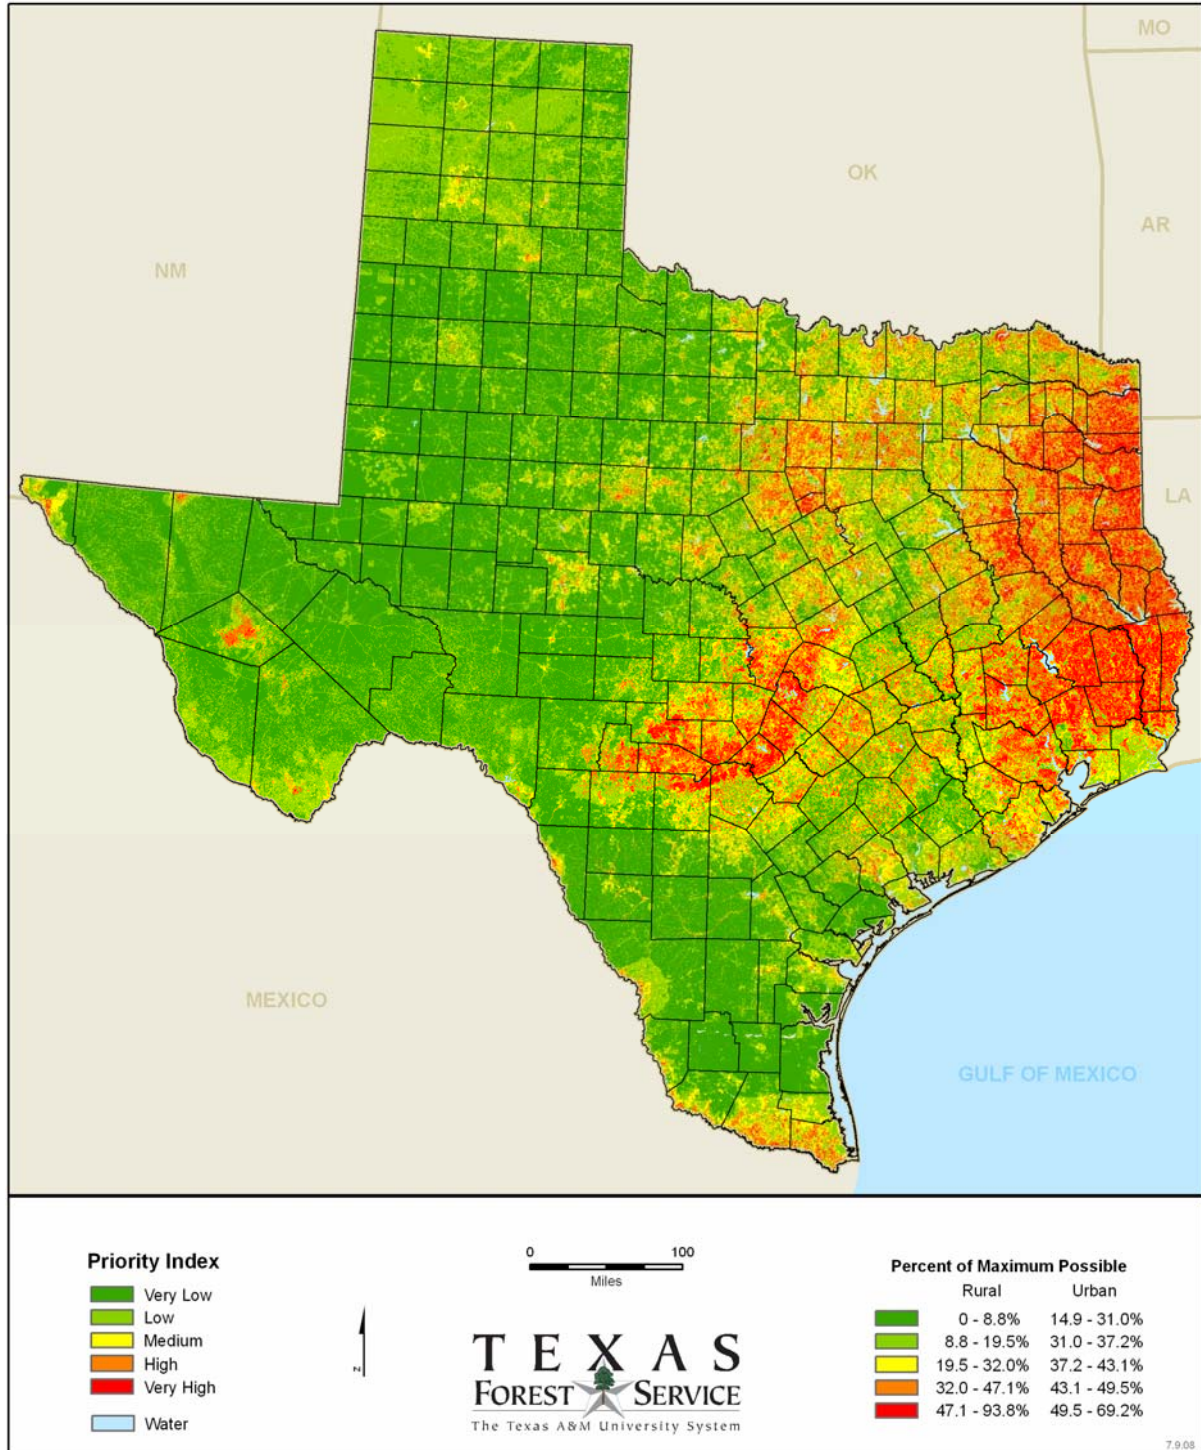 MO
OK
AR
NM
LA
MEXICO
GULF OF MEXICO
Priority Index
Very Low
Low
Medium
High
Very High
Water
N
0 100
Miles
TEXAS
FOREST SERVICE
The Texas A&M University System
Percent of Maximum Possible
Rural Urban
0 - 8.8% 14.9 - 31.0%
8.8 - 19.5% 31.0 - 37.2%
19.5 - 32.0% 37.2 - 43.1%
32.0 - 47.1% 43.1 - 49.5%
47.1 - 93.8% 49.5 - 69.2%
7.9.08